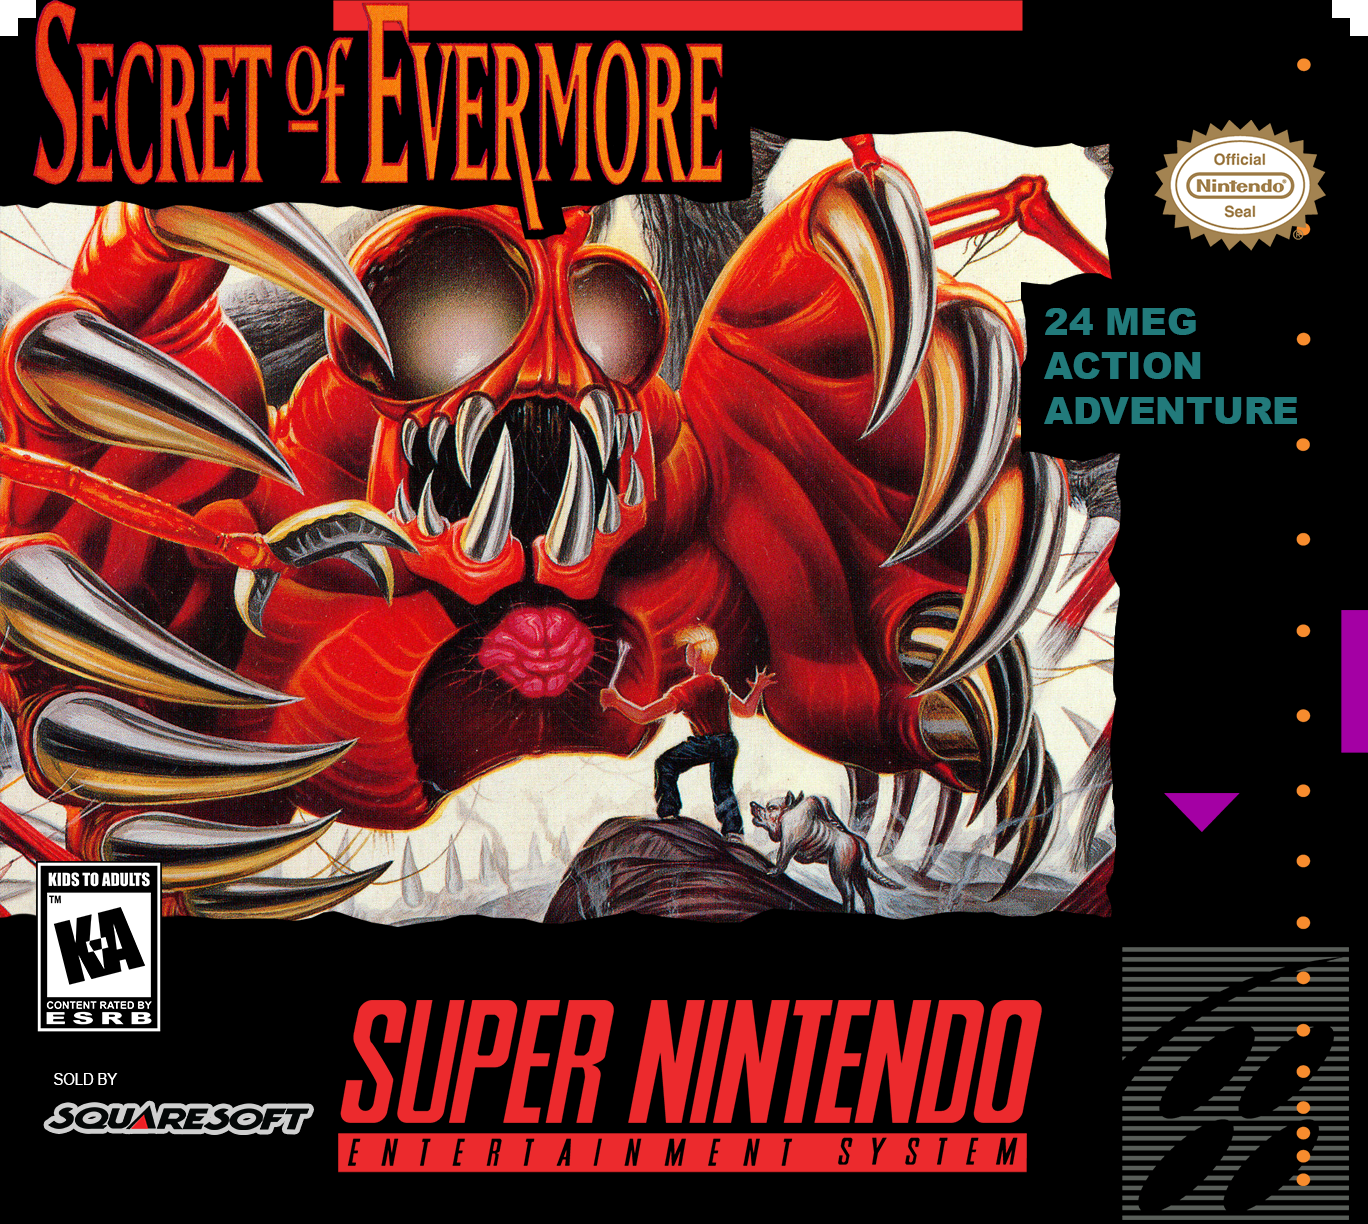 SECRET OF EVERMORE
Official
Nintendo®
Seal
®
24 MEG
ACTION
ADVENTURE
KIDS TO ADULTS
TM
K-A
CONTENT RATED BY
ESRB
SOLD BY
SQUARESOFT
SUPER NINTENDO
ENTERTAINMENT SYSTEM